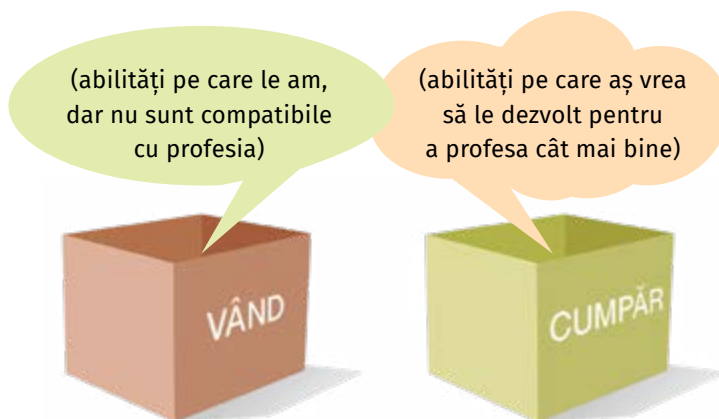 (abilități pe care le am,
dar nu sunt compatibile
cu profesia)
(abilități pe care aș vrea
să le dezvolt pentru
a profesa cât mai bine)
VÂND
CUMPĂR